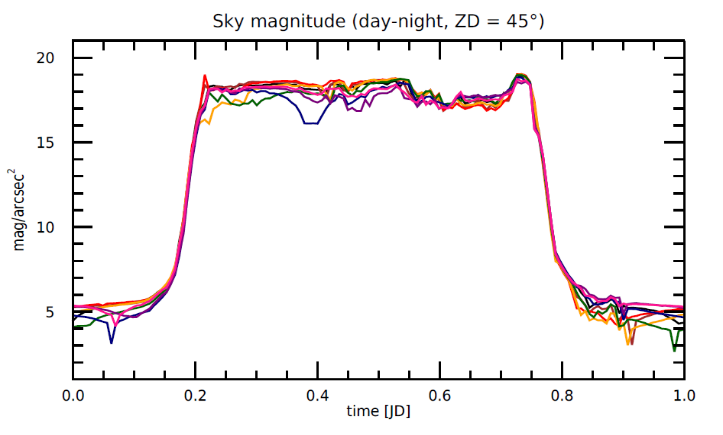 Sky magnitude (day-night, ZD = 45°)
20
15
10
5
mag/arcsec²
0.0 0.2 0.4 0.6 0.8 1.0
time [JD]